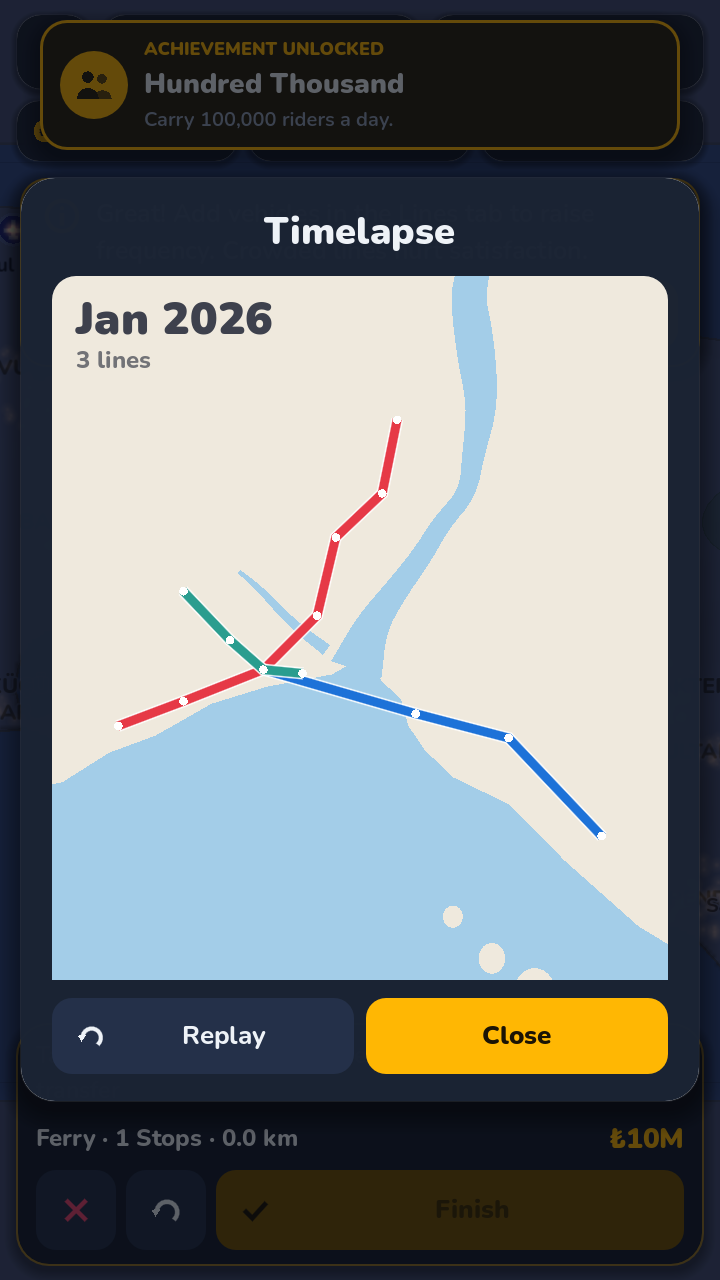 ACHIEVEMENT UNLOCKED
Hundred Thousand
Carry 100,000 riders a day.
Timelapse
Jan 2026
3 lines
Replay
Close
Ferry · 1 Stops · 0.0 km
₺10M
Finish